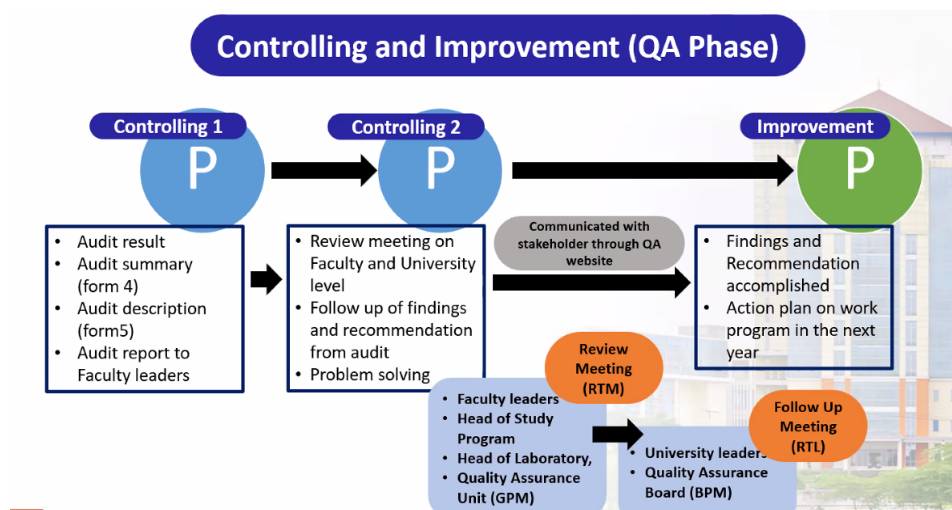 Controlling and Improvement (QA Phase)
Controlling 1
P
Controlling 2
P
Improvement
P
• Audit result
• Audit summary
(form 4)
• Audit description
(form5)
• Audit report to
Faculty leaders
• Review meeting on
Faculty and University
level
• Follow up of findings
and recommendation
from audit
• Problem solving
Communicated with
stakeholder through QA
website
• Findings and
Recommendation
accomplished
• Action plan on work
program in the next
year
Review
Meeting
(RTM)
• Faculty leaders
• Head of Study
Program
• Head of Laboratory,
• Quality Assurance
Unit (GPM)
Follow Up
Meeting
(RTL)
• University leaders
• Quality Assurance
Board (BPM)